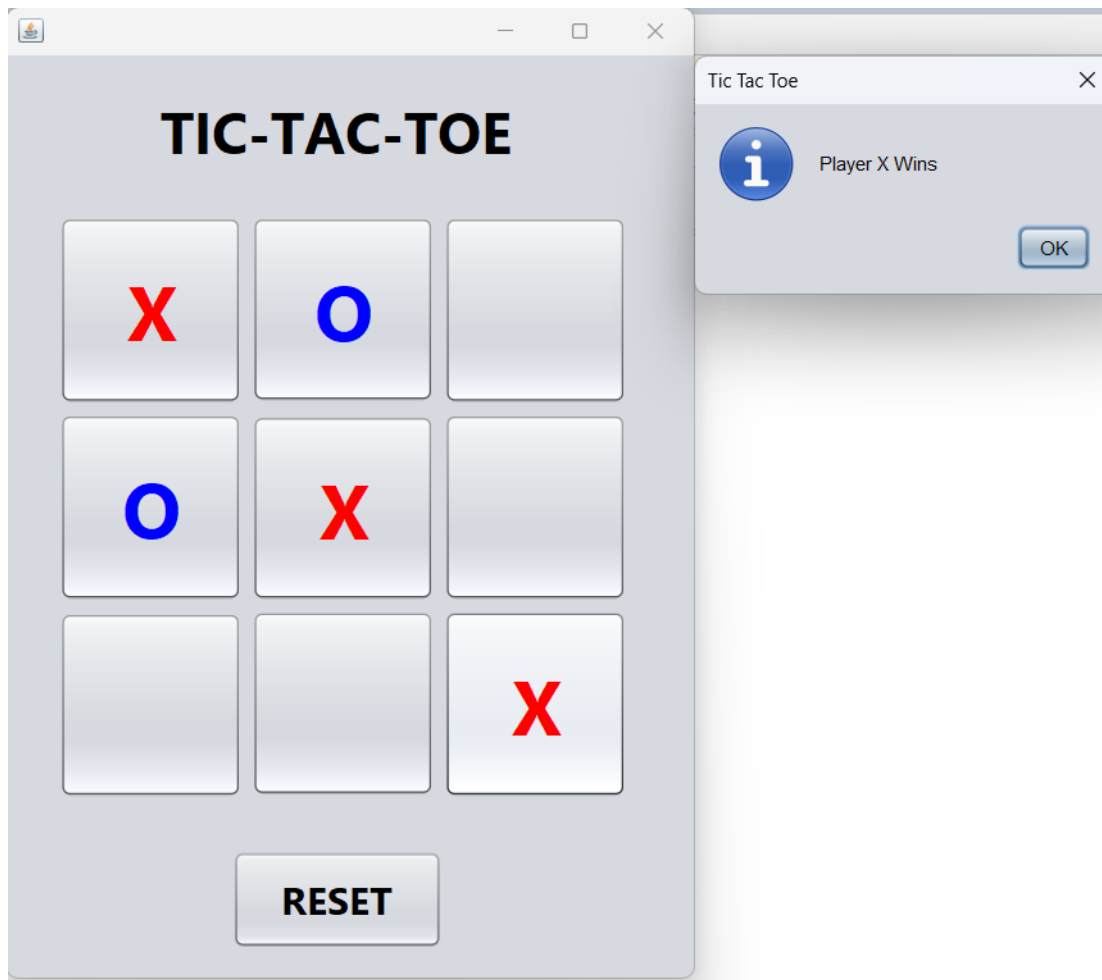 TIC-TAC-TOE
X O
O X
X
RESET
Tic Tac Toe
Player X Wins
OK